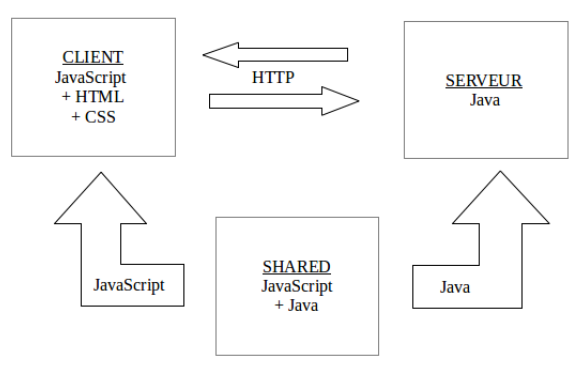 CLIENT
JavaScript
+ HTML
+ CSS
HTTP
SERVEUR
Java
JavaScript
SHARED
JavaScript
+ Java
Java